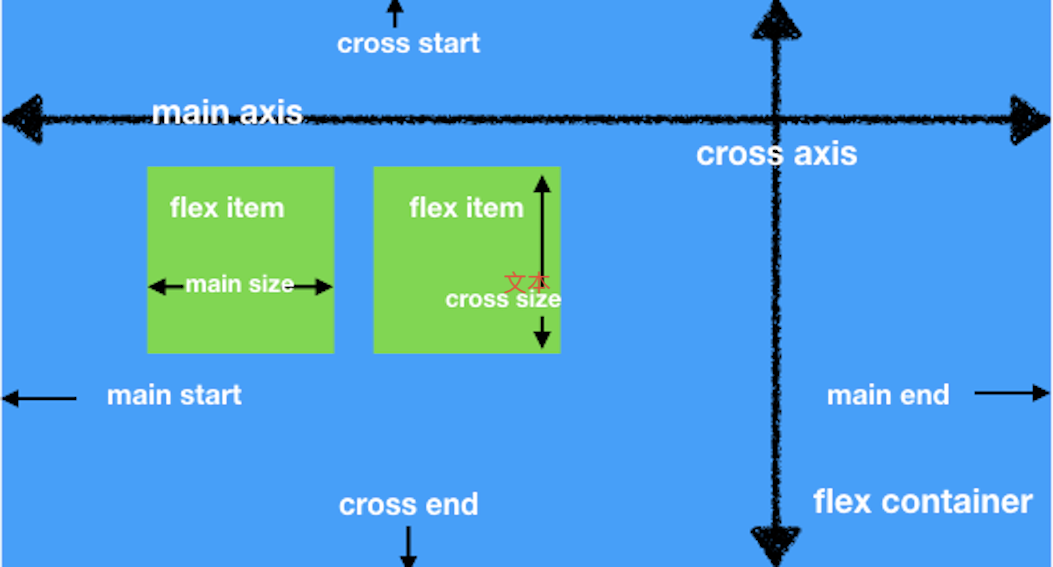 cross start
main axis
cross axis
flex item
flex item
main size
文本
cross size
main start
main end
cross end
flex container